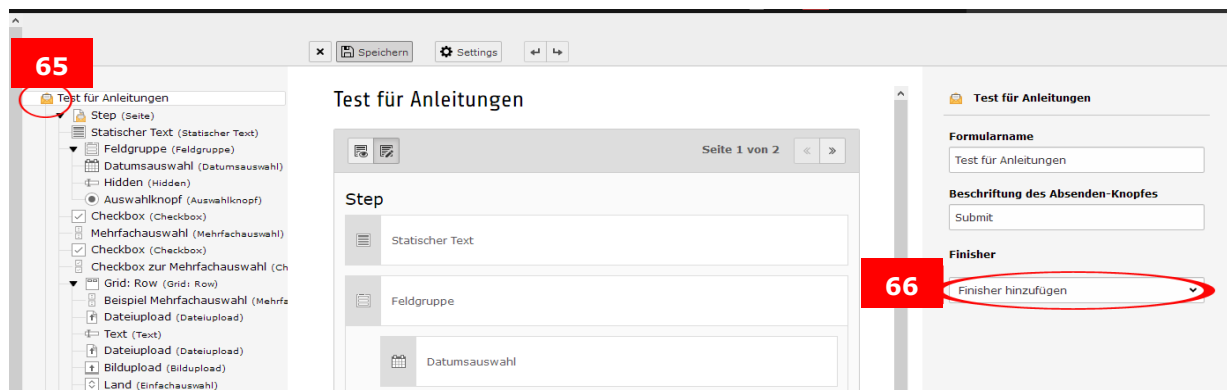 Speichern
Settings
65
Test für Anleitungen
Step (Seite)
Statischer Text (Statischer Text)
Feldgruppe (Feldgruppe)
Datumsauswahl (Datumsauswahl)
Hidden (Hidden)
Auswahlknopf (Auswahlknopf)
Checkbox (Checkbox)
Mehrfachauswahl (Mehrfachauswahl)
Checkbox (Checkbox)
Checkbox zur Mehrfachauswahl (Ch
Grid: Row (Grid: Row)
Beispiel Mehrfachauswahl (Mehrfa
Dateiupload (Dateiupload)
Text (Text)
Dateiupload (Dateiupload)
Bildupload (Bildupload)
Land (Einfachauswahl)
Test für Anleitungen
Seite 1 von 2
Step
Statischer Text
Feldgruppe
Datumsauswahl
Test für Anleitungen
Formularname
Test für Anleitungen
Beschriftung des Absenden-Knopfes
Submit
Finisher
66
Finisher hinzufügen